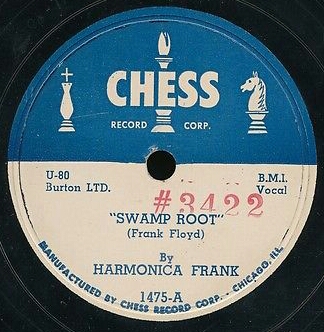 CHESS
RECORD CORP.
U-80
Burton LTD.
B.M.I.
Vocal
#3422
"SWAMP ROOT"
(Frank Floyd)
By
HARMONICA FRANK
1475-A
MANUFACTURED BY CHESS RECORD CORP. - CHICAGO, ILL.